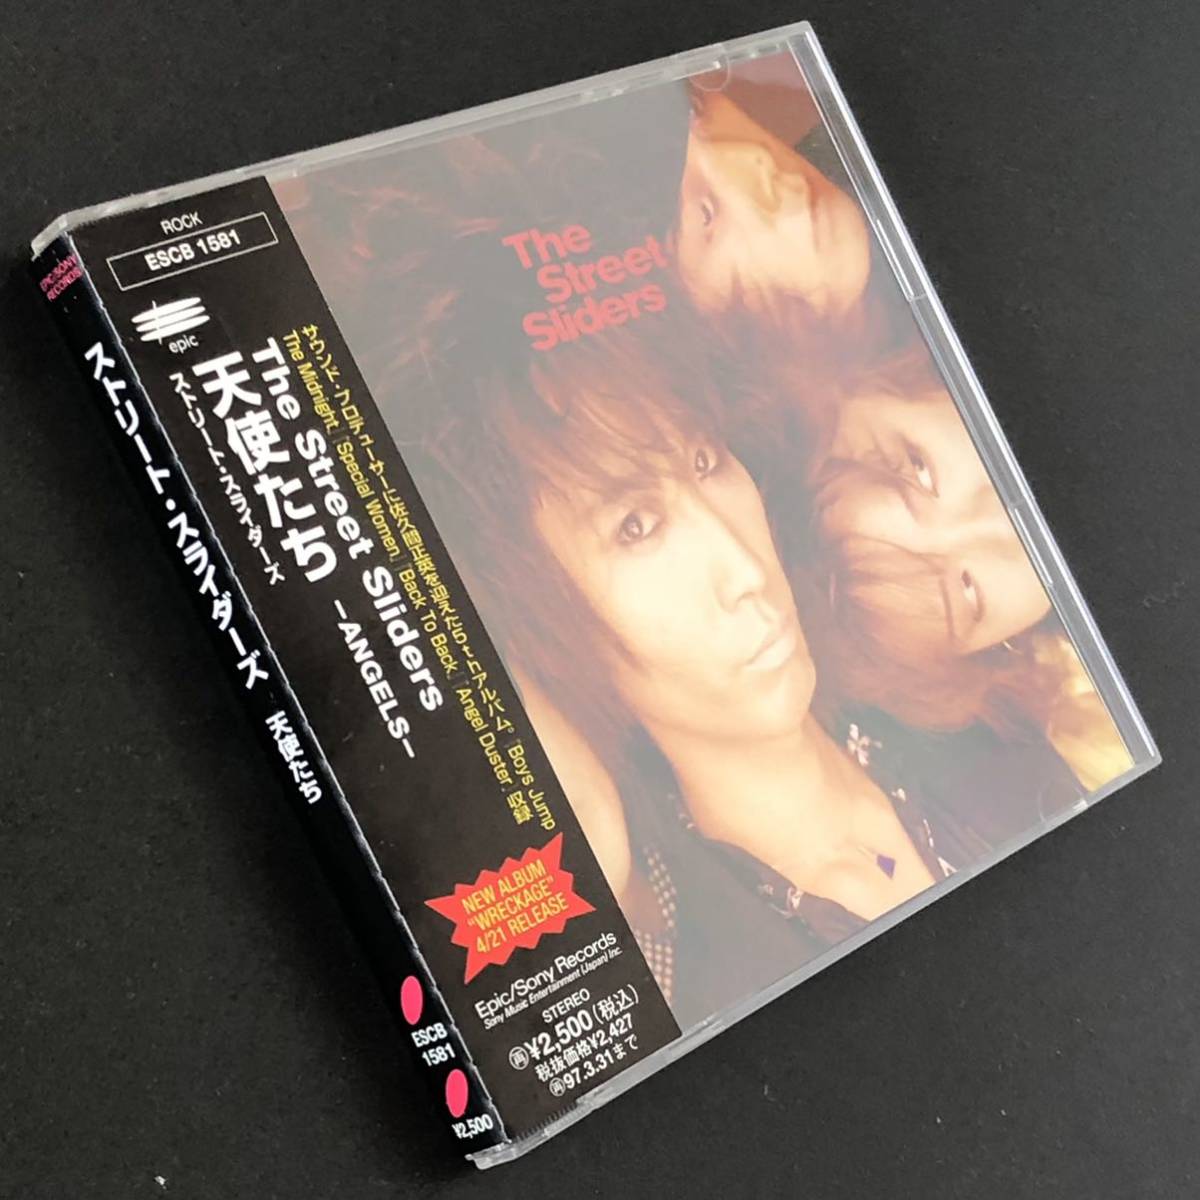 EPIC/SONY
RECORDS
ストリート・スライダーズ 天使たち
ESCB
1581
¥2,500
ROCK
ESCB 1581
epic
The Street Sliders
天使たち -ANGELS-
ストリート・スライダーズ
サウンド・プロデューサーに佐久間正英を迎えた5thアルバム。「Boys Jump
The Midnight」「Special Women」「Back To Back」「Angel Duster」収録
NEW ALBUM
"WRECKAGE"
4/21 RELEASE
Epic/Sony Records
Sony Music Entertainment (Japan) Inc.
STEREO
再¥2,500(税込)
税抜価格¥2,427
再97.3.31まで
The
Street
Sliders